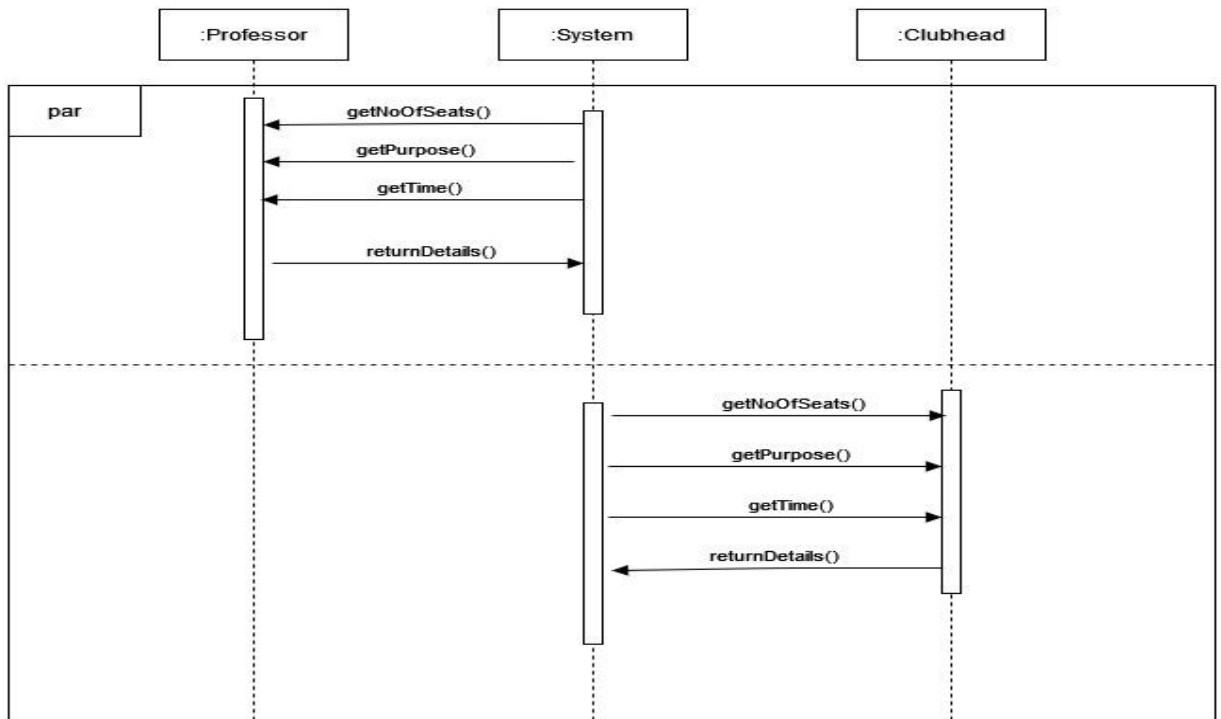 :Professor
:System
:Clubhead
par
getNoOfSeats()
getPurpose()
getTime()
returnDetails()
getNoOfSeats()
getPurpose()
getTime()
returnDetails()